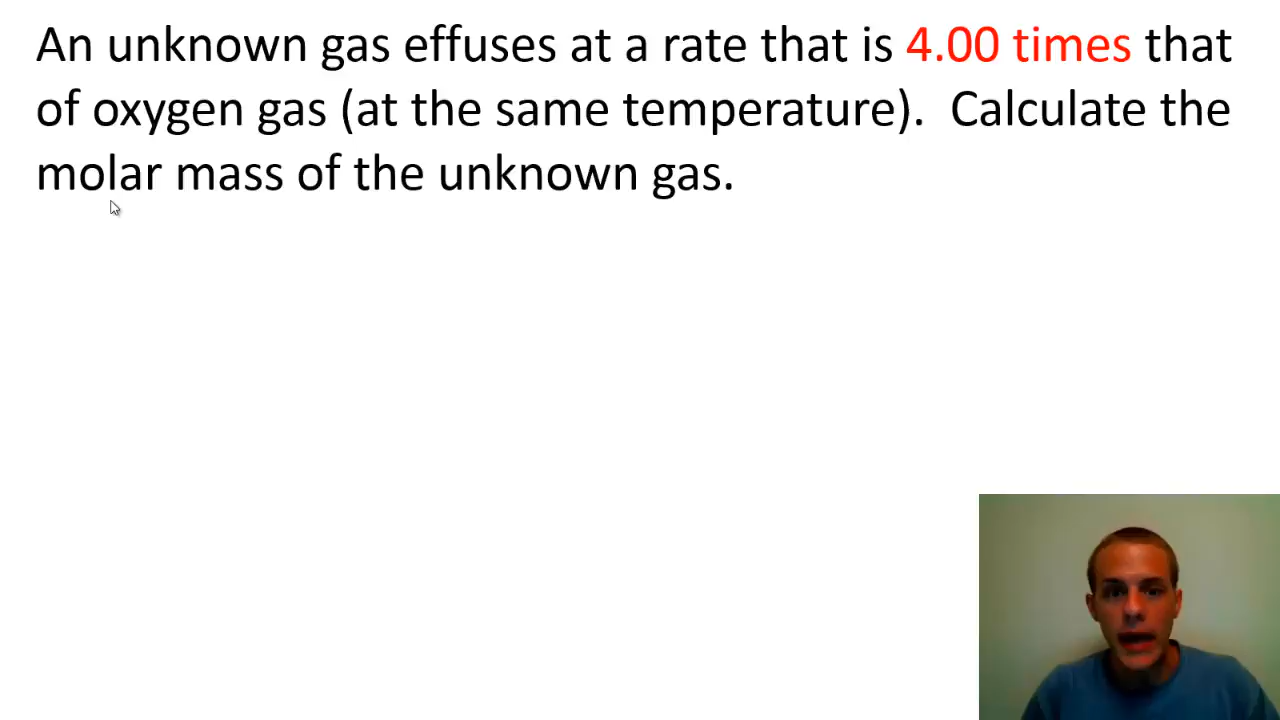 An unknown gas effuses at a rate that is 4.00 times that
of oxygen gas (at the same temperature).  Calculate the
molar mass of the unknown gas.